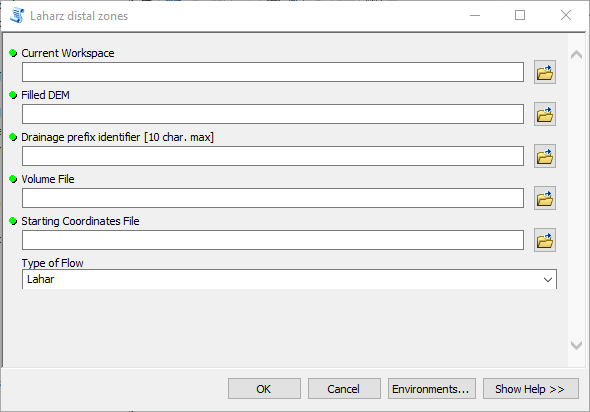 Laharz distal zones
Current Workspace
Filled DEM
Drainage prefix identifier [10 char. max]
Volume File
Starting Coordinates File
Type of Flow
Lahar
OK Cancel Environments... Show Help >>